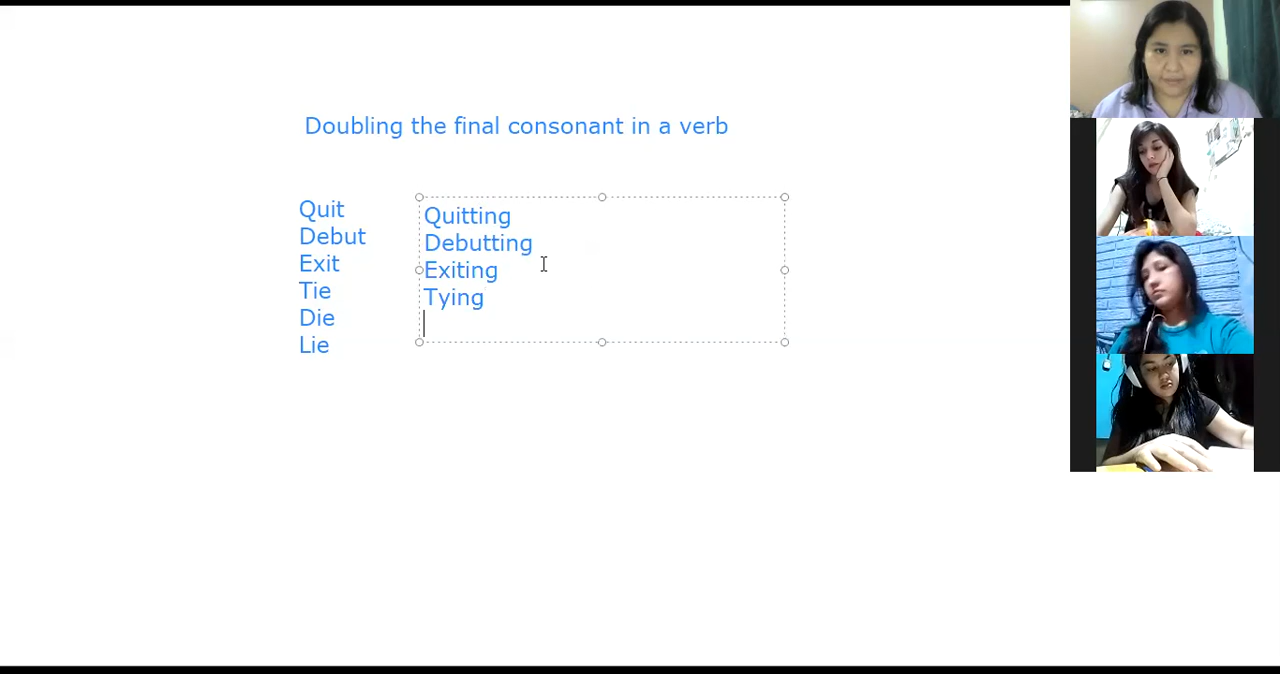 Doubling the final consonant in a verb
Quit
Debut
Exit
Tie
Die
Lie
Quitting
Debutting
Exiting
Tying